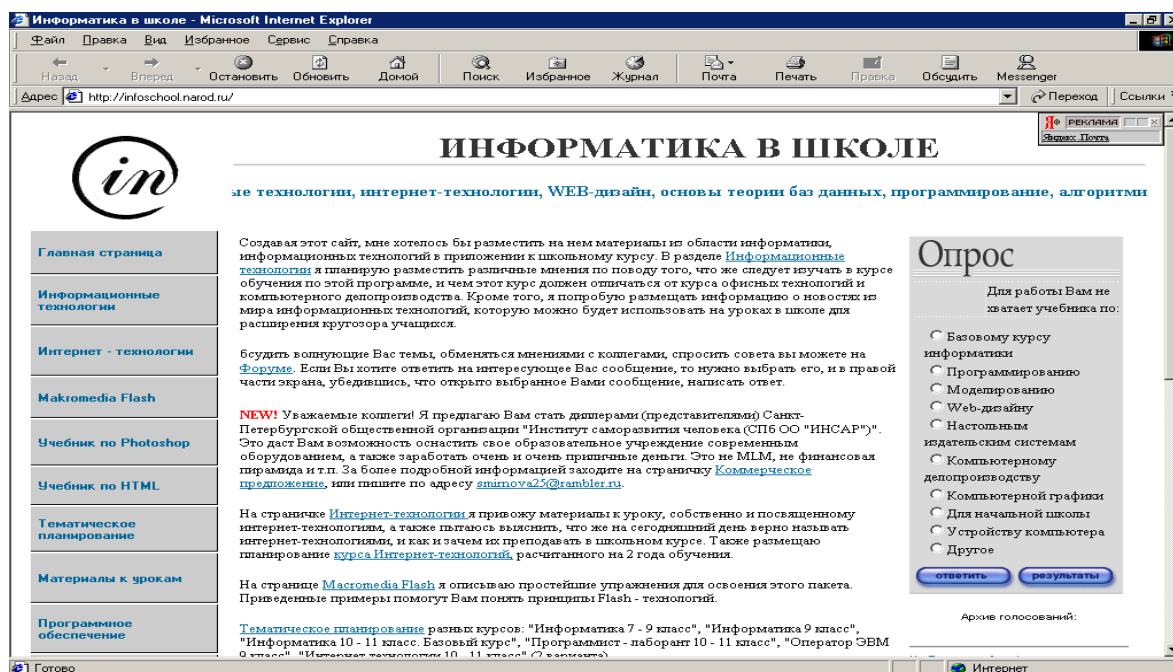 Информатика в школе - Microsoft Internet Explorer
Файл Правка Вид Избранное Сервис Справка
Назад Вперед Остановить Обновить Домой Поиск Избранное Журнал Почта Печать Правка Обсудить Messenger
Адрес http://infoschool.narod.ru/ Переход Ссылки
Я РЕКЛАМА
Яндекс.Почта
in
ИНФОРМАТИКА В ШКОЛЕ
ые технологии, интернет-технологии, WEB-дизайн, основы теории баз данных, программирование, алгоритми
Главная страница
Информационные
технологии
Интернет - технологии
Makromedia Flash
Учебник по Photoshop
Учебник по HTML
Тематическое
планирование
Материалы к урокам
Программное
обеспечение
Создавая этот сайт, мне хотелось бы разместить на нем материалы из области информатики,
информационных технологий в приложении к школьному курсу. В разделе Информационные
технологии я планирую разместить различные мнения по поводу того, что же следует изучать в курсе
обучения по этой программе, и чем этот курс должен отличаться от курса офисных технологий и
компьютерного делопроизводства. Кроме того, я попробую размещать информацию о новостях из
мира информационных технологий, которую можно будет использовать на уроках в школе для
расширения кругозора учащихся.
бсудить волнующие Вас темы, обменяться мнениями с коллегами, спросить совета вы можете на
Форуме. Если Вы хотите ответить на интересующее Вас сообщение, то нужно выбрать его, и в правой
части экрана, убедившись, что открыто выбранное Вами сообщение, написать ответ.
NEW! Уважаемые коллеги! Я предлагаю Вам стать диллерами (представителями) Санкт-
Петербургской общественной организации "Институт саморазвития человека (СПб ОО "ИНСАР")".
Это даст Вам возможность оснастить свое образовательное учреждение современным
оборудованием, а также заработать очень и очень приличные деньги. Это не MLM, не финансовая
пирамида и т.п. За более подробной информацией заходите на страничку Коммерческое
предложение, или пишите по адресу smirnova25@rambler.ru.
На страничке Интернет-технологии я привожу материалы к уроку, собственно и посвященному
интернет-технологиям, а также пытаюсь выяснить, что же на сегодняшний день верно называть
интернет-технологиями, и как и зачем их преподавать в школьном курсе. Также размещаю
планирование курса Интернет-технологий, расчитанного на 2 года обучения.
На странице Macromedia Flash я описываю простейшие упражнения для освоения этого пакета.
Приведенные примеры помогут Вам понять принципы Flash - технологий.
Тематическое планирование разных курсов: "Информатика 7 - 9 класс", "Информатика 9 класс",
"Информатика 10 - 11 класс. Базовый курс", "Программист - лаборант 10 - 11 класс", "Оператор ЭВМ
9 класс", "Интернет технологии 10 - 11 класс" (2 варианта)
Опрос
Для работы Вам не
хватает учебника по:
Базовому курсу
информатики
Программированию
Моделированию
Web-дизайну
Настольным
издательским системам
Компьютерному
делопроизводству
Компьютерной графики
Для начальной школы
Устройству компьютера
Другое
ответить результаты
Архив голосований:
Готово Интернет